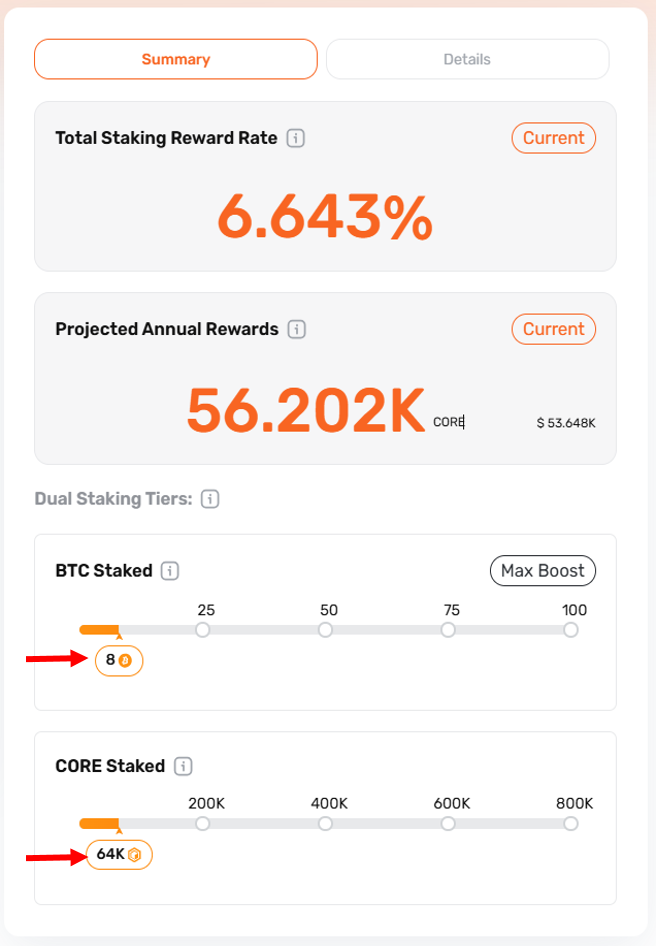 Summary Details
Total Staking Reward Rate Current
6.643%
Projected Annual Rewards Current
56.202K CORE $ 53.648K
Dual Staking Tiers:
BTC Staked Max Boost
25 50 75 100
8
CORE Staked
200K 400K 600K 800K
64K